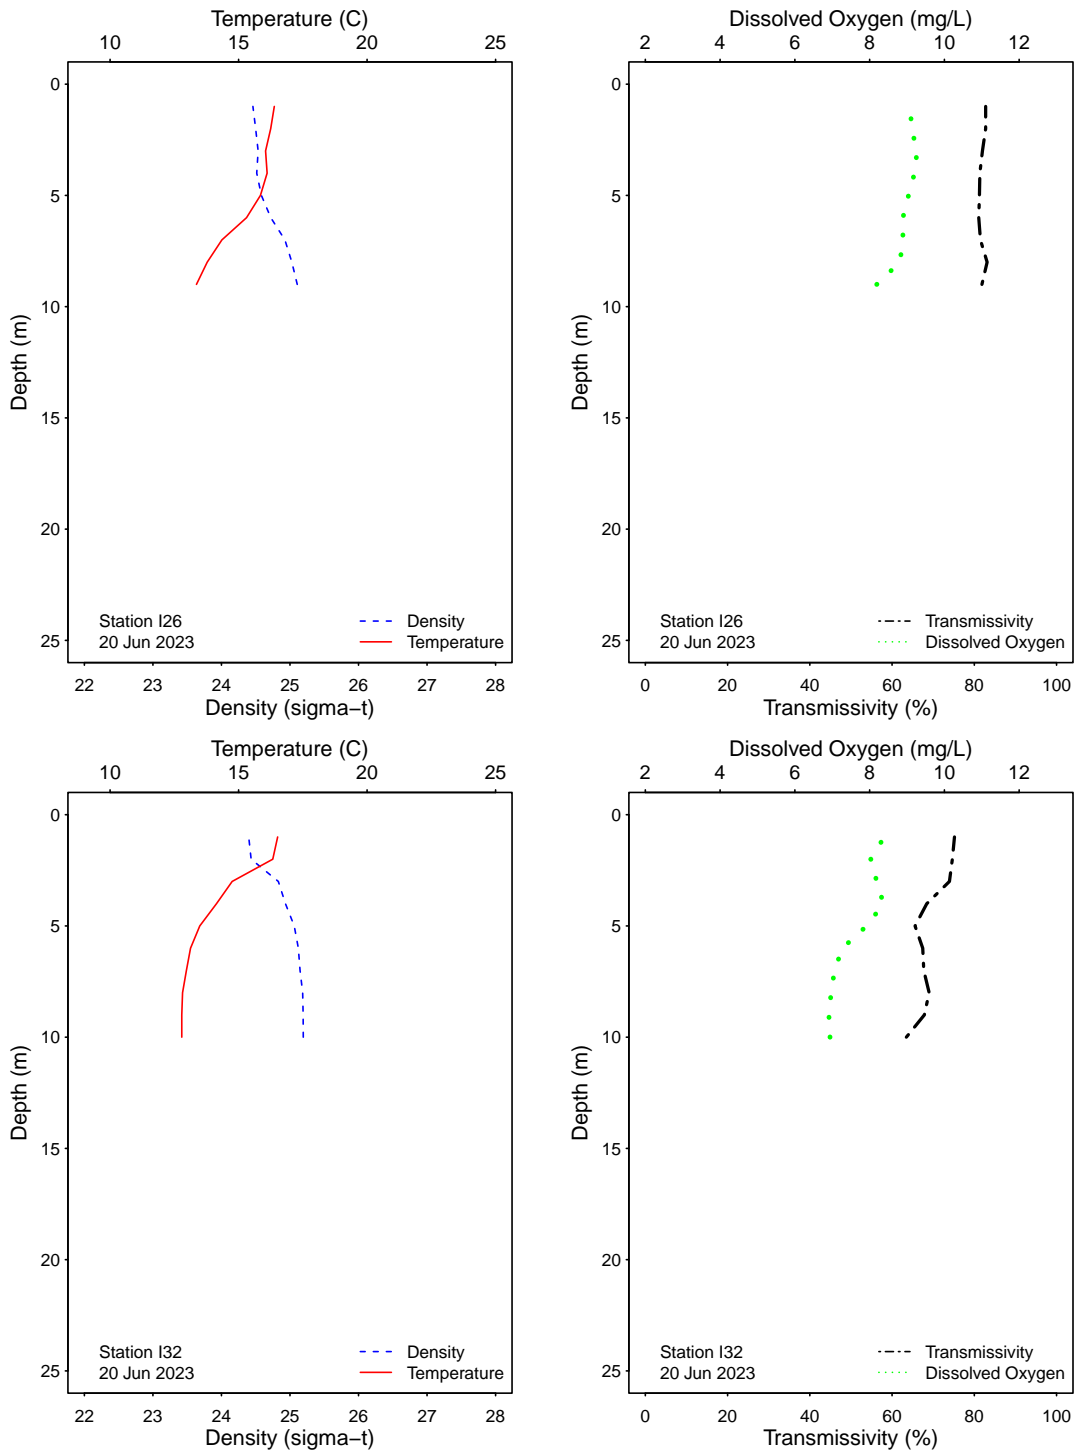 Temperature (C)
10 15 20 25
0
5
10
15
20
25
Depth (m)
Station I26
20 Jun 2023
Density
Temperature
22 23 24 25 26 27 28
Density (sigma−t)
Dissolved Oxygen (mg/L)
2 4 6 8 10 12
0
5
10
15
20
25
Depth (m)
Station I26
20 Jun 2023
Transmissivity
Dissolved Oxygen
0 20 40 60 80 100
Transmissivity (%)
Temperature (C)
10 15 20 25
0
5
10
15
20
25
Depth (m)
Station I32
20 Jun 2023
Density
Temperature
22 23 24 25 26 27 28
Density (sigma−t)
Dissolved Oxygen (mg/L)
2 4 6 8 10 12
0
5
10
15
20
25
Depth (m)
Station I32
20 Jun 2023
Transmissivity
Dissolved Oxygen
0 20 40 60 80 100
Transmissivity (%)